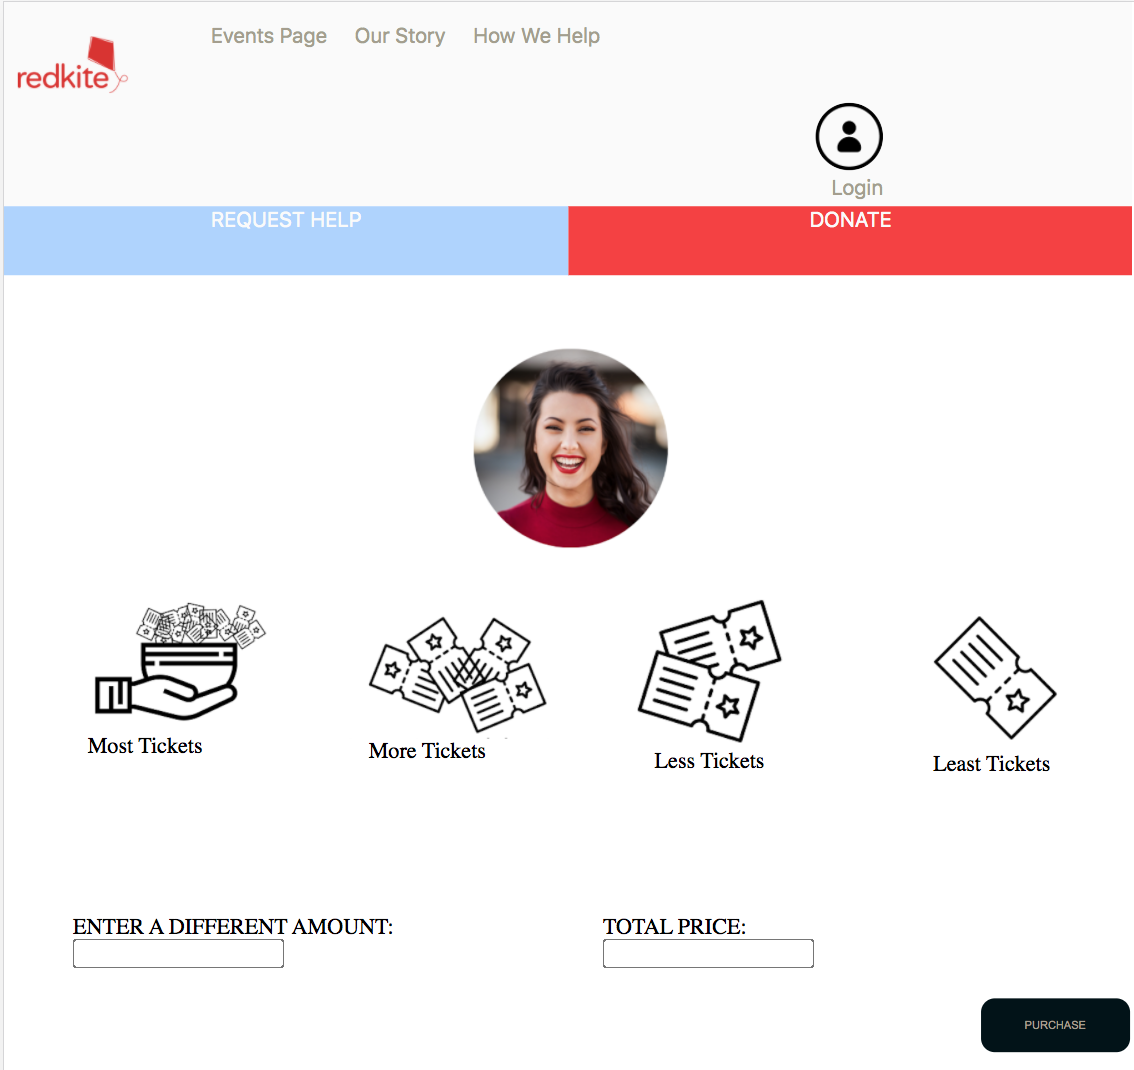 redkite
Events Page
Our Story
How We Help
Login
REQUEST HELP
DONATE
Most Tickets
More Tickets
Less Tickets
Least Tickets
ENTER A DIFFERENT AMOUNT:
TOTAL PRICE:
PURCHASE